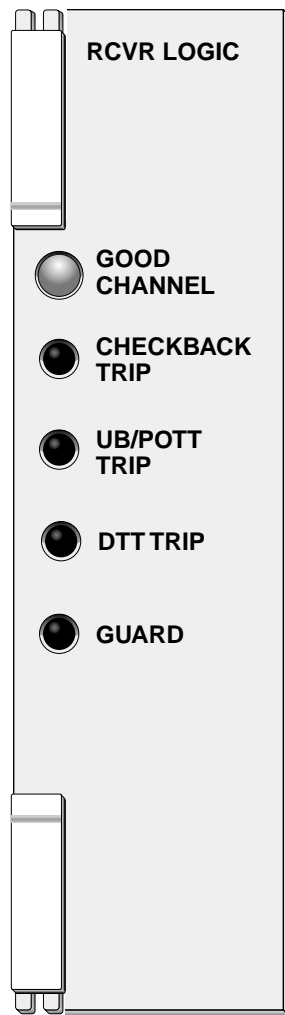 RCVR LOGIC
GOOD
CHANNEL
CHECKBACK
TRIP
UB/POTT
TRIP
DTT TRIP
GUARD